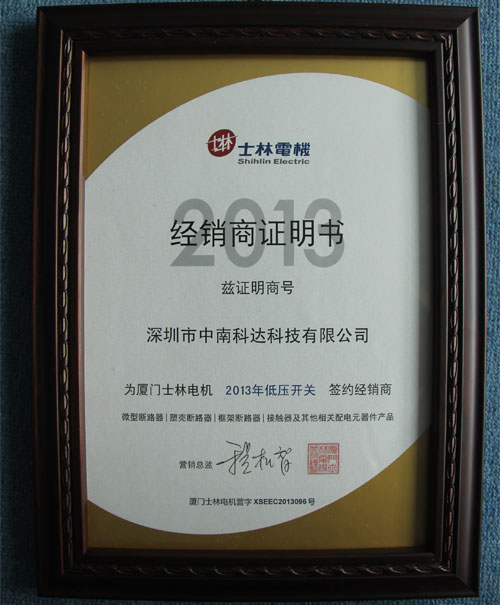 士林 士林電機
Shihlin Electric
2013
经销商证明书
兹证明商号
深圳市中南科达科技有限公司
为厦门士林电机 2013年低压开关 签约经销商
微型断路器|塑壳断路器|框架断路器|接触器及其他相关配电元器件产品
营销总监
厦门士林电机营字 XSEEC2013096 号